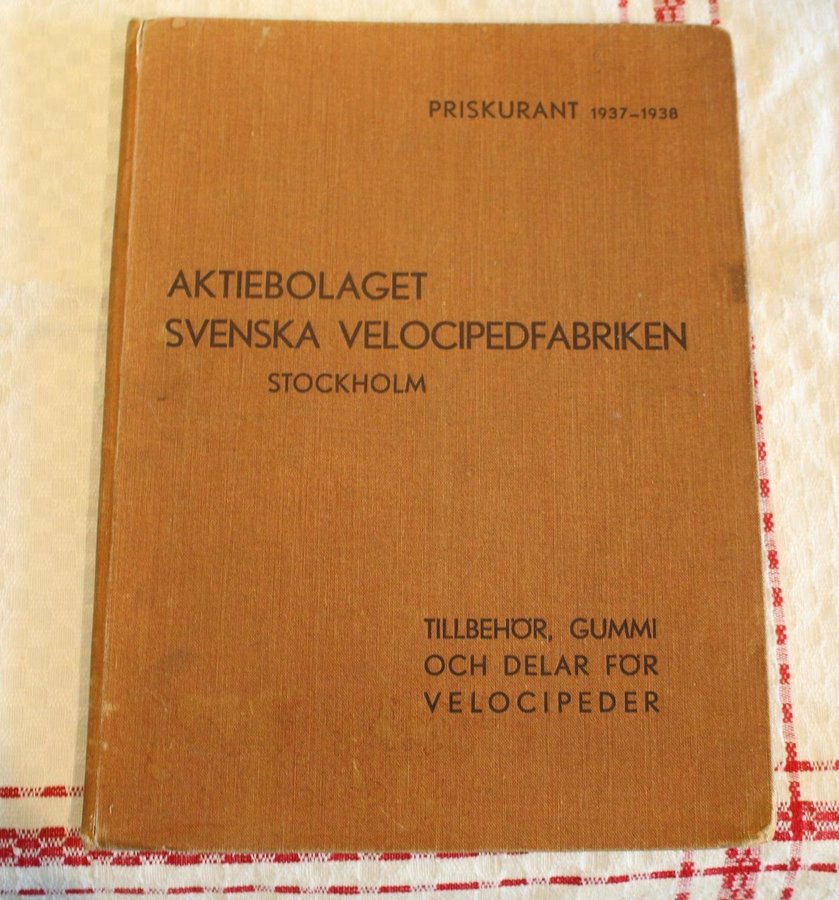 PRISKURANT 1937-1938
AKTIEBOLAGET
SVENSKA VELOCIPEDFABRIKEN
STOCKHOLM
TILLBEHÖR, GUMMI
OCH DELAR FÖR
VELOCIPEDER